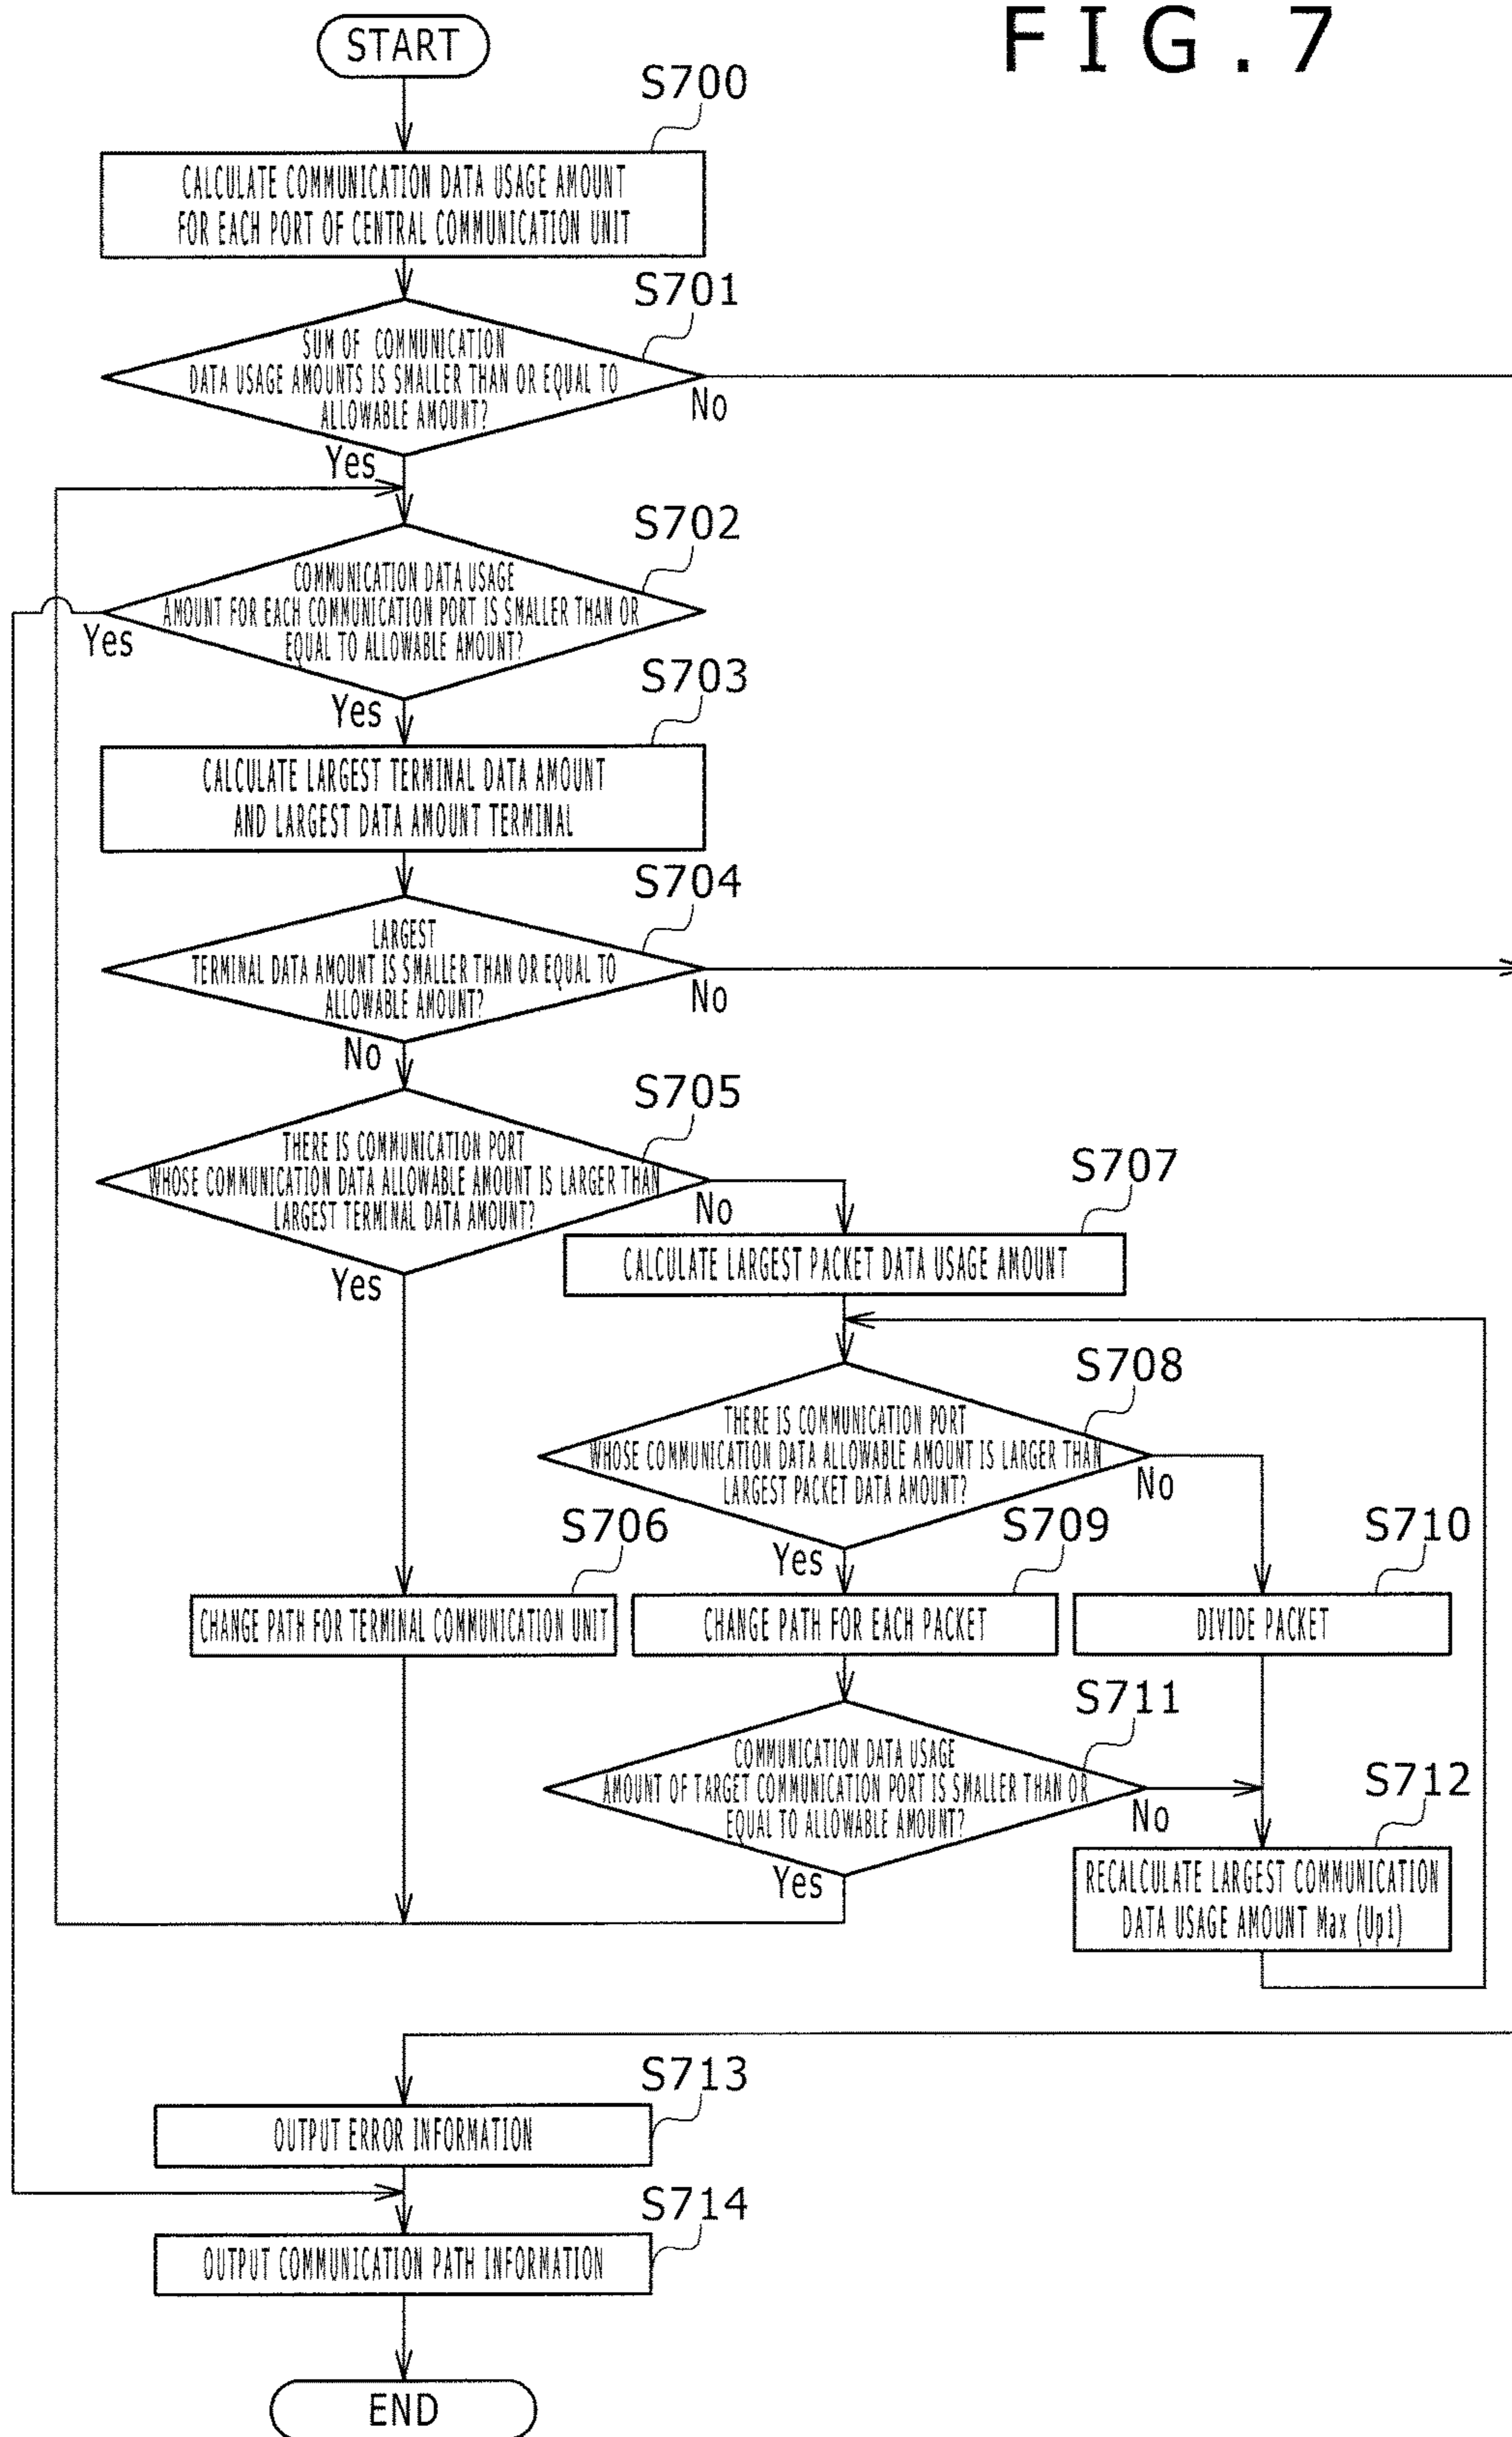 FIG.7
START
S700
CALCULATE COMMUNICATION DATA USAGE AMOUNT
FOR EACH PORT OF CENTRAL COMMUNICATION UNIT
S701
SUM OF COMMUNICATION
DATA USAGE AMOUNTS IS SMALLER THAN OR EQUAL TO
ALLOWABLE AMOUNT?
No
Yes
S702
COMMUNICATION DATA USAGE
AMOUNT FOR EACH COMMUNICATION PORT IS SMALLER THAN OR
EQUAL TO ALLOWABLE AMOUNT?
Yes
Yes
S703
CALCULATE LARGEST TERMINAL DATA AMOUNT
AND LARGEST DATA AMOUNT TERMINAL
S704
LARGEST
TERMINAL DATA AMOUNT IS SMALLER THAN OR EQUAL TO
ALLOWABLE AMOUNT?
No
No
S705
THERE IS COMMUNICATION PORT
WHOSE COMMUNICATION DATA ALLOWABLE AMOUNT IS LARGER THAN
LARGEST TERMINAL DATA AMOUNT?
No
Yes
S707
CALCULATE LARGEST PACKET DATA USAGE AMOUNT
S708
THERE IS COMMUNICATION PORT
WHOSE COMMUNICATION DATA ALLOWABLE AMOUNT IS LARGER THAN
LARGEST PACKET DATA AMOUNT?
No
Yes
S706
CHANGE PATH FOR TERMINAL COMMUNICATION UNIT
S709
CHANGE PATH FOR EACH PACKET
S710
DIVIDE PACKET
S711
COMMUNICATION DATA USAGE
AMOUNT OF TARGET COMMUNICATION PORT IS SMALLER THAN OR
EQUAL TO ALLOWABLE AMOUNT?
No
Yes
S712
RECALCULATE LARGEST COMMUNICATION
DATA USAGE AMOUNT Max (Up1)
S713
OUTPUT ERROR INFORMATION
S714
OUTPUT COMMUNICATION PATH INFORMATION
END